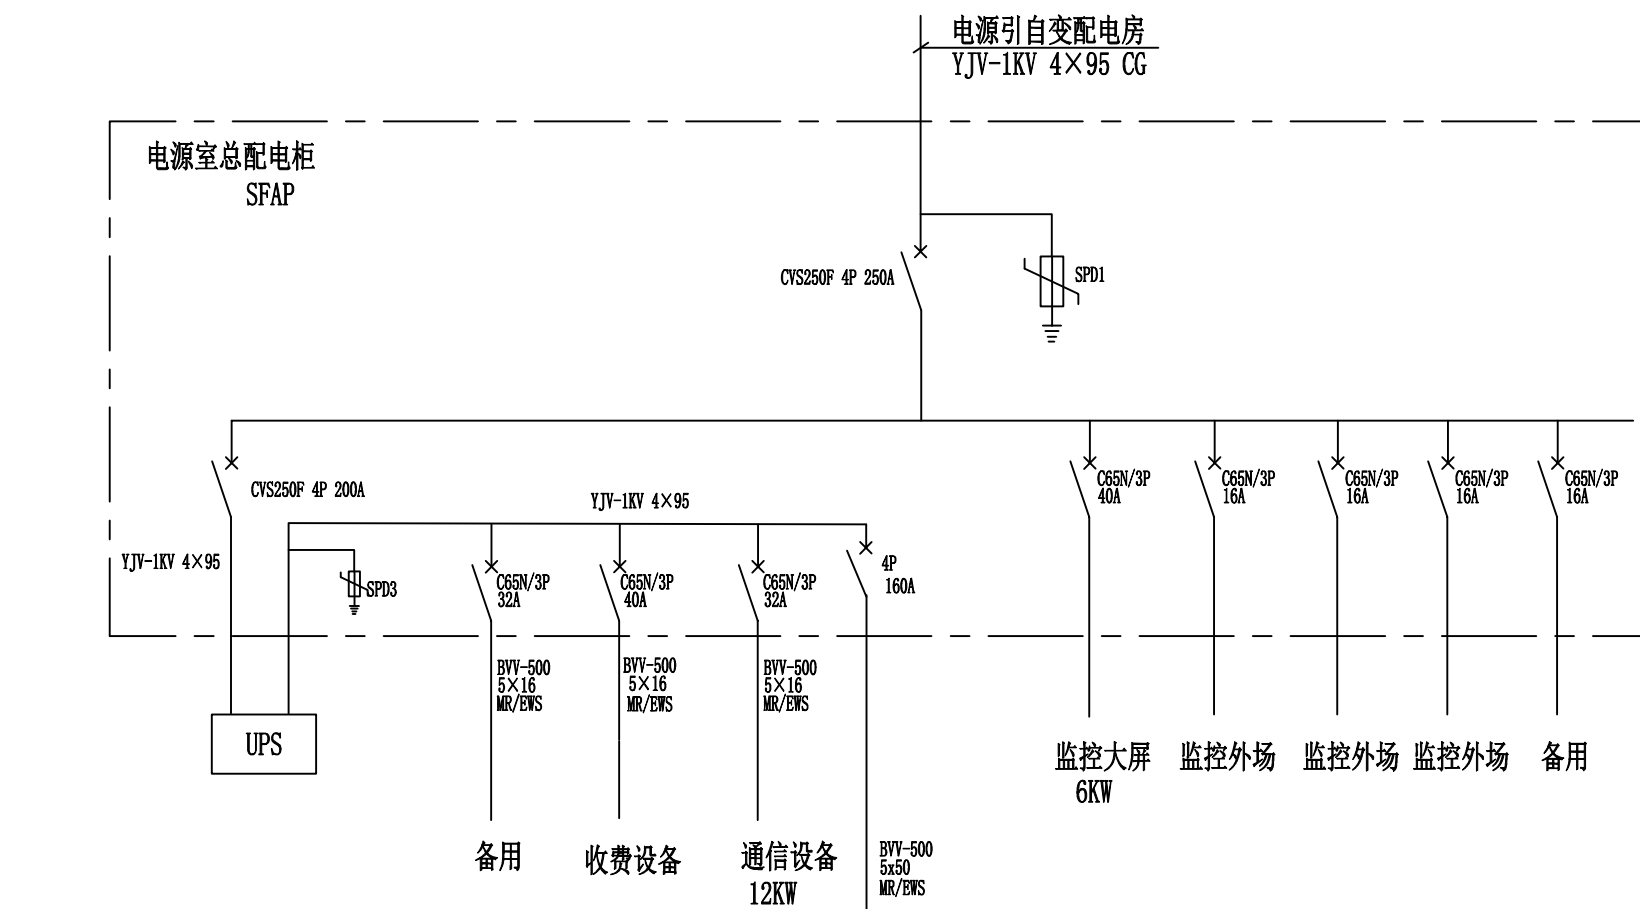 电源引自变配电房
YJV-1KV 4×95 CG
电源室总配电柜
SFAP
CVS250F 4P 250A
SPD1
CVS250F 4P 200A
YJV-1KV 4×95
C65N/3P
40A
C65N/3P
16A
C65N/3P
16A
C65N/3P
16A
C65N/3P
16A
YJV-1KV 4×95
SPD3
C65N/3P
32A
C65N/3P
40A
C65N/3P
32A
4P
160A
BVV-500
5×16
MR/EWS
BVV-500
5×16
MR/EWS
BVV-500
5×16
MR/EWS
UPS
监控大屏
6KW
监控外场
监控外场
监控外场
备用
备用
收费设备
通信设备
12KW
BVV-500
5x50
MR/EWS